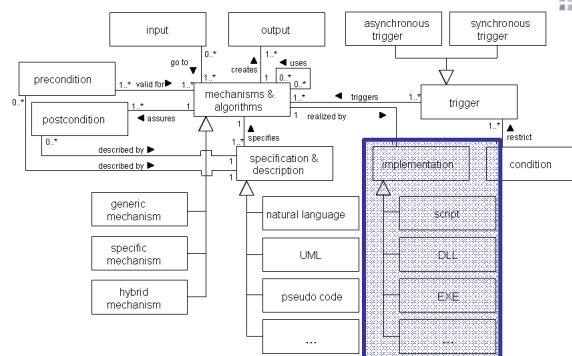 asynchronous
trigger
synchronous
trigger
input
output
0..*
1..*
go to
creates
uses
0..*
0..*
precondition
1..*
valid for
1..*
1
mechanisms &
algorithms
1
triggers
1..*
trigger
0..*
postcondition
1..*
assures
1
1
realized by
1..*
0..*
1
specifies
restrict
described by
1
specification &
description
implementation
condition
described by
1
generic
mechanism
natural language
script
specific
mechanism
UML
DLL
hybrid
mechanism
pseudo code
EXE
...
...